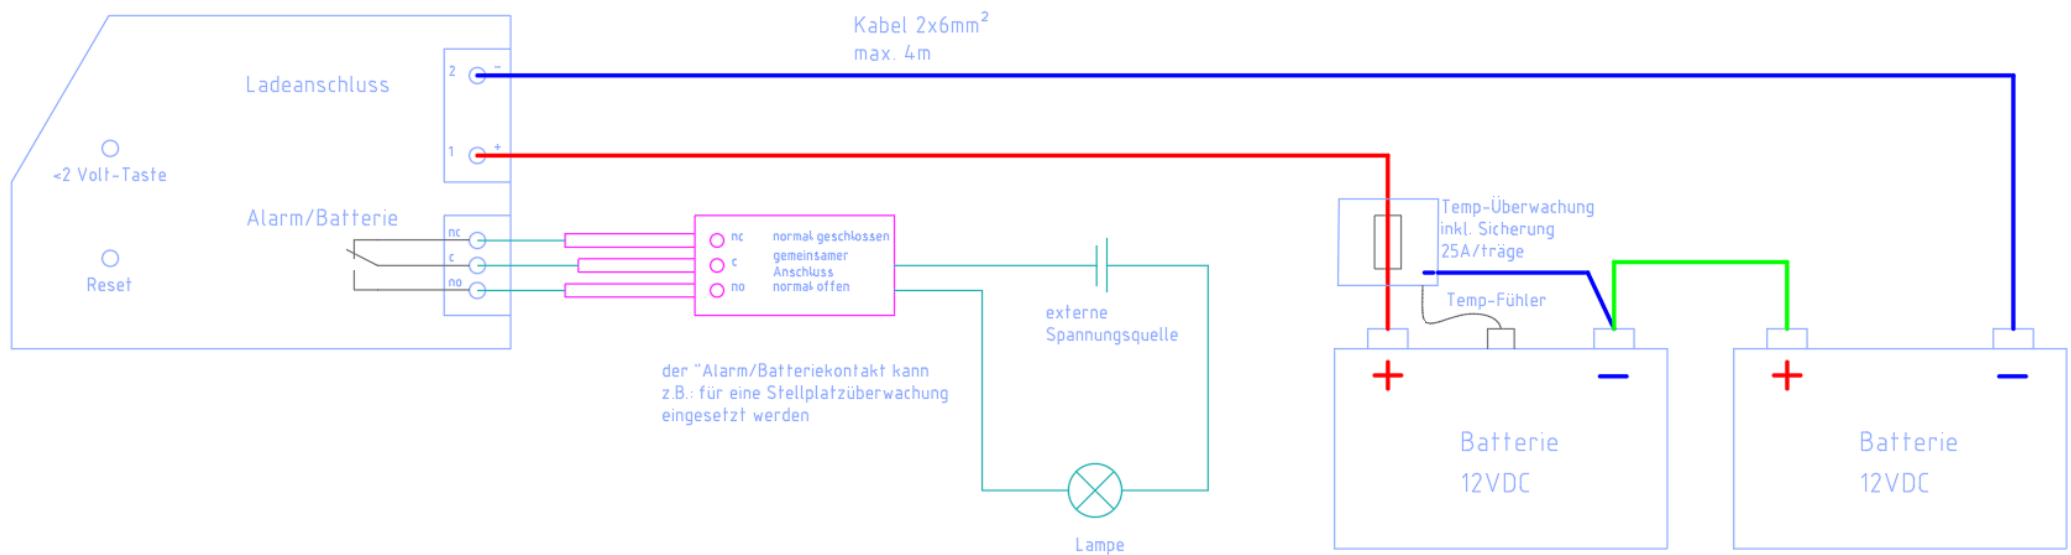 Kabel 2x6mm²
max. 4m
Ladeanschluss
2 -
1 +
<2 Volt-Taste
Reset
Alarm/Batterie
nc
c
no
nc normal geschlossen
c gemeinsamer
Anschluss
no normal offen
externe
Spannungsquelle
der "Alarm/Batteriekontakt kann
z.B.: für eine Stellplatzüberwachung
eingesetzt werden
Lampe
Temp-Überwachung
inkl. Sicherung
25A/träge
Temp-Fühler
+ -
Batterie
12VDC
+ -
Batterie
12VDC